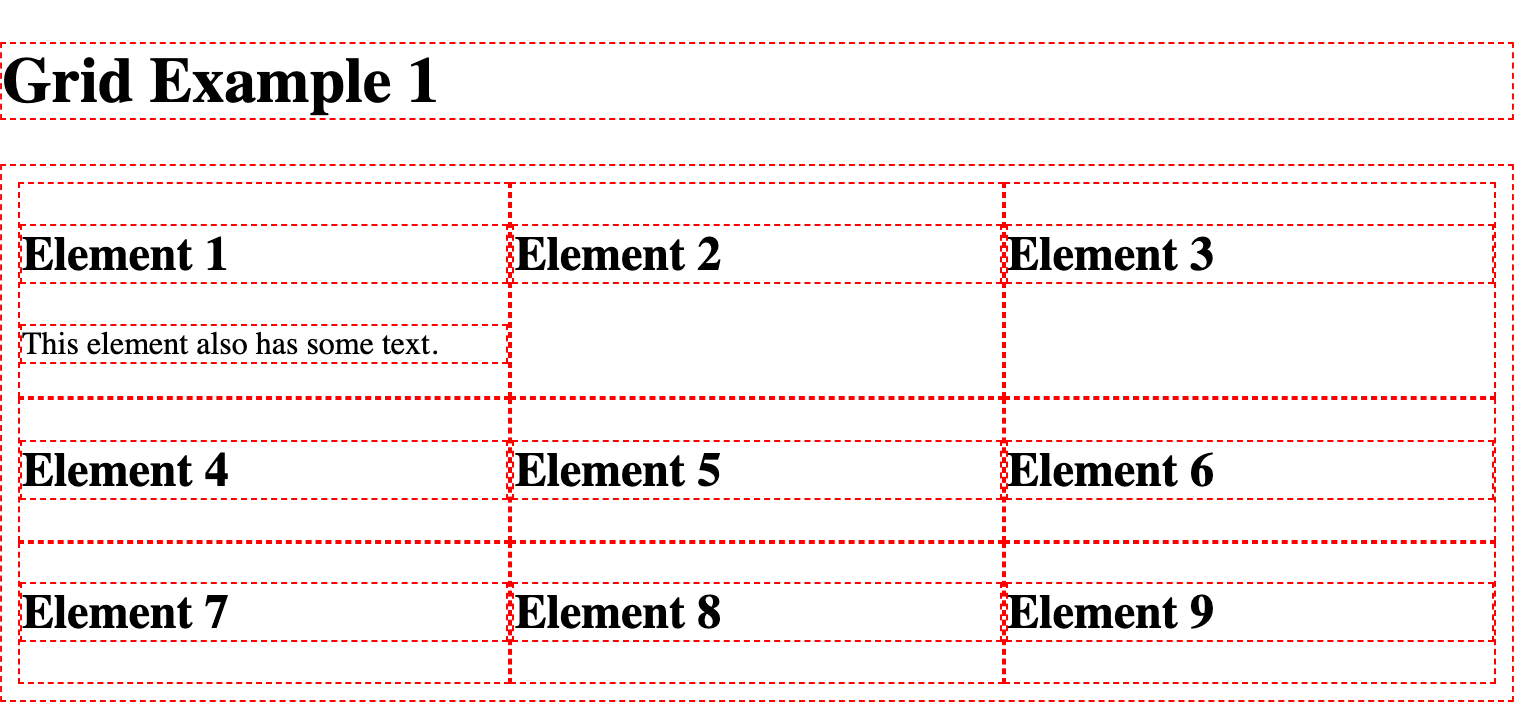 Grid Example 1
Element 1 Element 2 Element 3
This element also has some text.
Element 4 Element 5 Element 6
Element 7 Element 8 Element 9